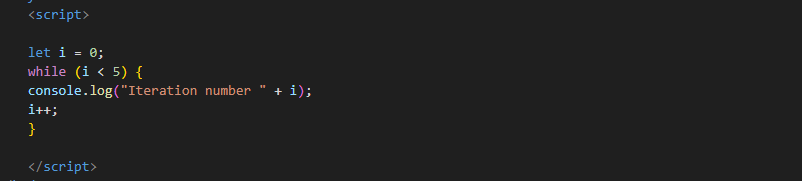 <script>
let i = 0;
while (i < 5) {
console.log("Iteration number " + i);
i++;
}
</script>